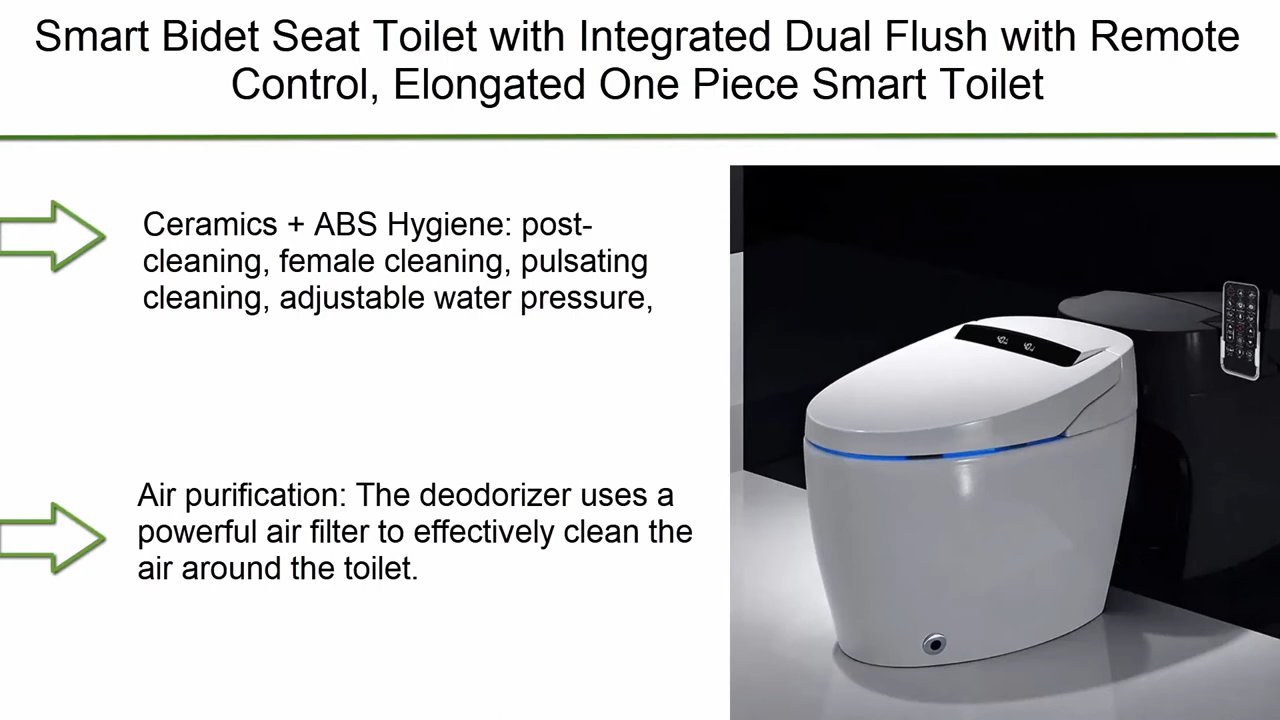 Smart Bidet Seat Toilet with Integrated Dual Flush with Remote
Control, Elongated One Piece Smart Toilet
Ceramics + ABS Hygiene: post-
cleaning, female cleaning, pulsating
cleaning, adjustable water pressure,
Air purification: The deodorizer uses a
powerful air filter to effectively clean the
air around the toilet.